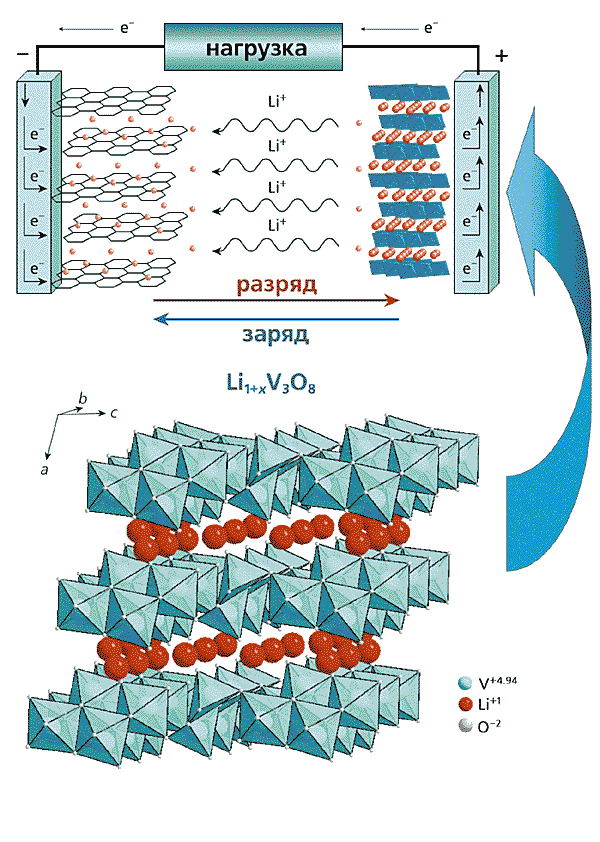 e⁻ e⁻
нагрузка
− +
Li⁺
e⁻ Li⁺ e⁻
e⁻ Li⁺ e⁻
e⁻ Li⁺ e⁻
e⁻ e⁻
разряд
заряд
Li₁₊ₓV₃O₈
b
c
a
V⁺⁴·⁹⁴
Li⁺¹
O⁻²